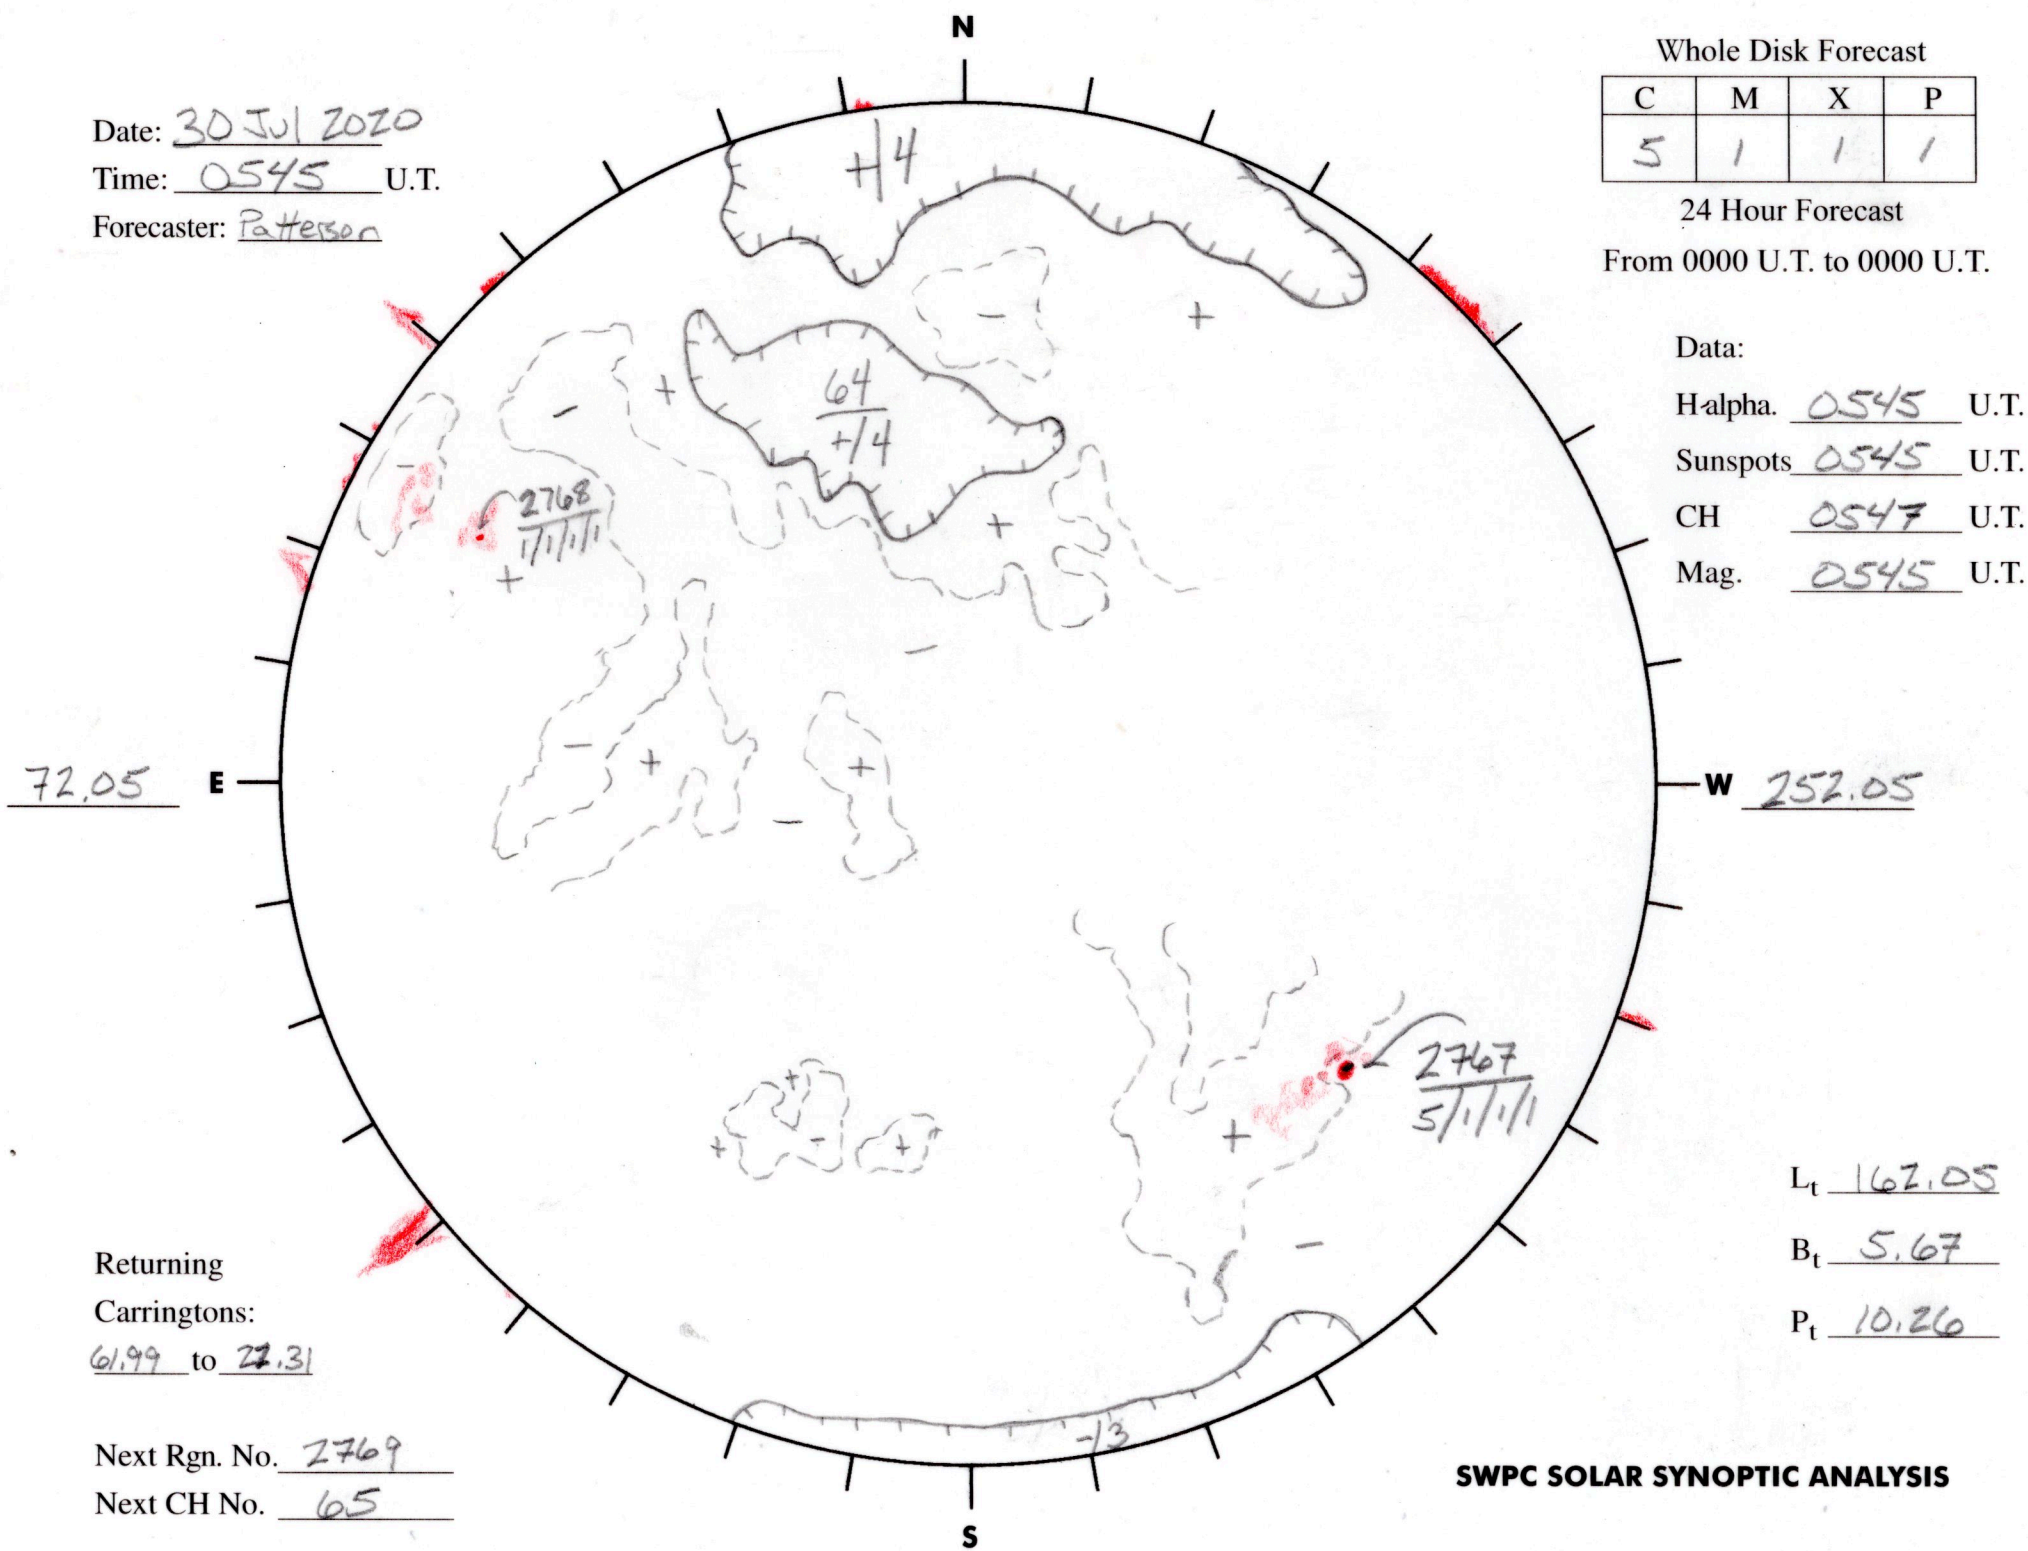 N
Date: 30 Jul 2020
Time: 0545 U.T.
Forecaster: Patterson
Whole Disk Forecast
C M X P
5 1 1 1
24 Hour Forecast
From 0000 U.T. to 0000 U.T.
Data:
H-alpha. 0545 U.T.
Sunspots 0545 U.T.
CH 0547 U.T.
Mag. 0545 U.T.
+/4
-
+
64
+/4
+
-
-
2768
1/1/1/1
+
+
-
-
+
+
-
72.05 E
W 252.05
2767
5/1/1/1
+
+
-
+
+
-
-/3
Lt 162.05
Bt 5.67
Pt 10.26
Returning
Carringtons:
61.99 to 22.31
Next Rgn. No. 2769
Next CH No. 65
SWPC SOLAR SYNOPTIC ANALYSIS
S